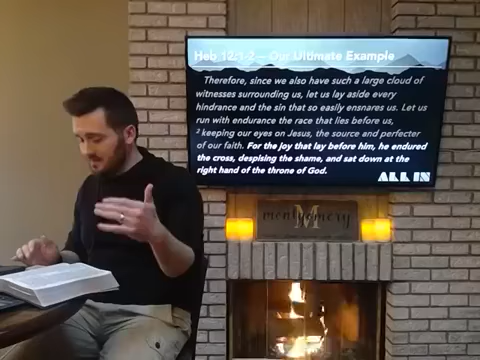 Heb 12:1-2 – Our Ultimate Example
Therefore, since we also have such a large cloud of
witnesses surrounding us, let us lay aside every
hindrance and the sin that so easily ensnares us. Let us
run with endurance the race that lies before us,
2 keeping our eyes on Jesus, the source and perfecter
of our faith. For the joy that lay before him, he endured
the cross, despising the shame, and sat down at the
right hand of the throne of God.
ALL IN
M
montgomery